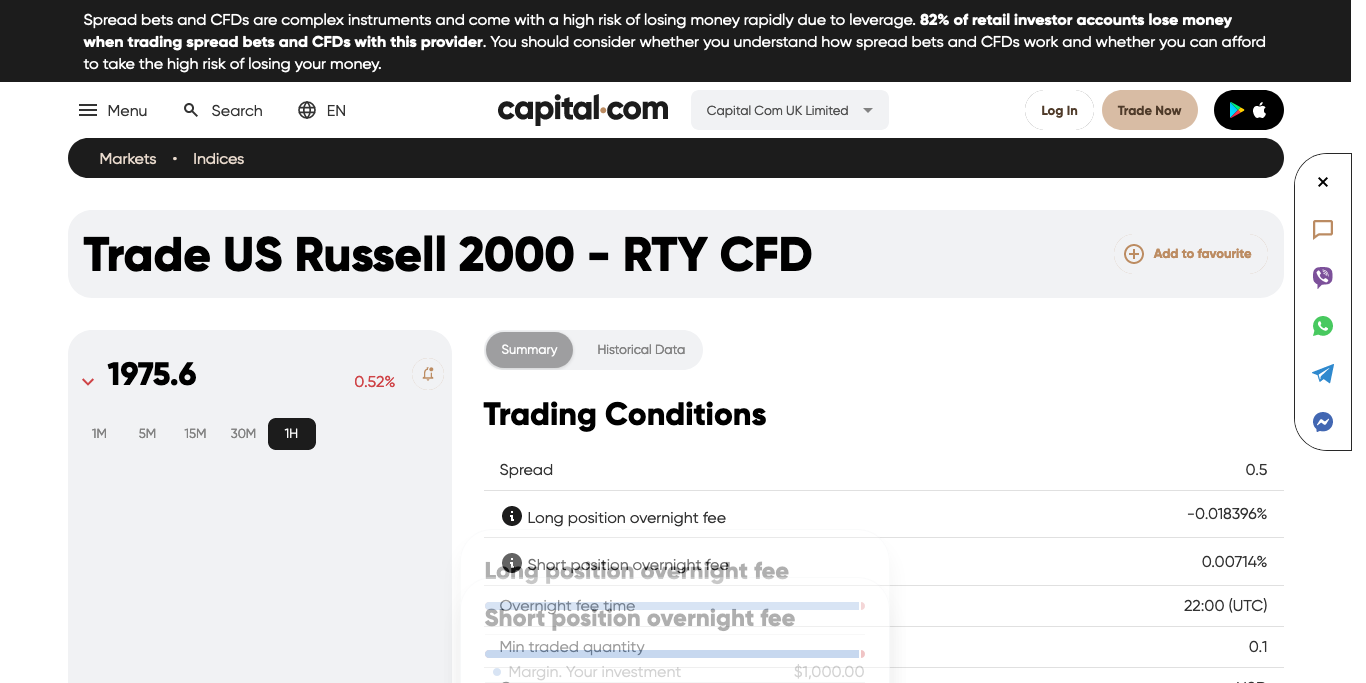 Spread bets and CFDs are complex instruments and come with a high risk of losing money rapidly due to leverage. 82% of retail investor accounts lose money
when trading spread bets and CFDs with this provider. You should consider whether you understand how spread bets and CFDs work and whether you can afford
to take the high risk of losing your money.
Menu Search EN capital.com Capital Com UK Limited Log In Trade Now
Markets • Indices
Trade US Russell 2000 - RTY CFD Add to favourite
1975.6 0.52%
1M 5M 15M 30M 1H
Summary Historical Data
Trading Conditions
Spread 0.5
Long position overnight fee -0.018396%
Short position overnight fee 0.00714%
Long position overnight fee
Overnight fee time 22:00 (UTC)
Short position overnight fee
Min traded quantity 0.1
Margin. Your investment $1,000.00